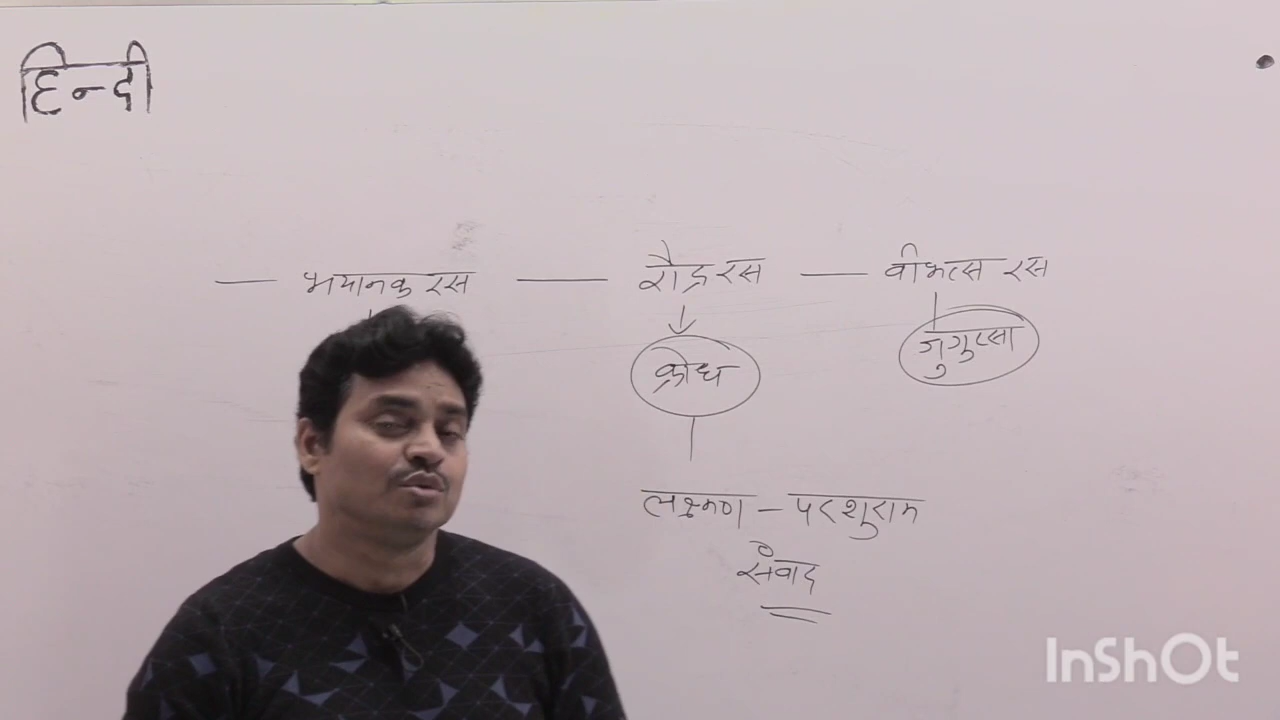 हिन्दी
— भयानक रस — रौद्र रस — वीभत्स रस
क्रोध
जुगुप्सा
लक्ष्मण - परशुराम
संवाद
InShOt